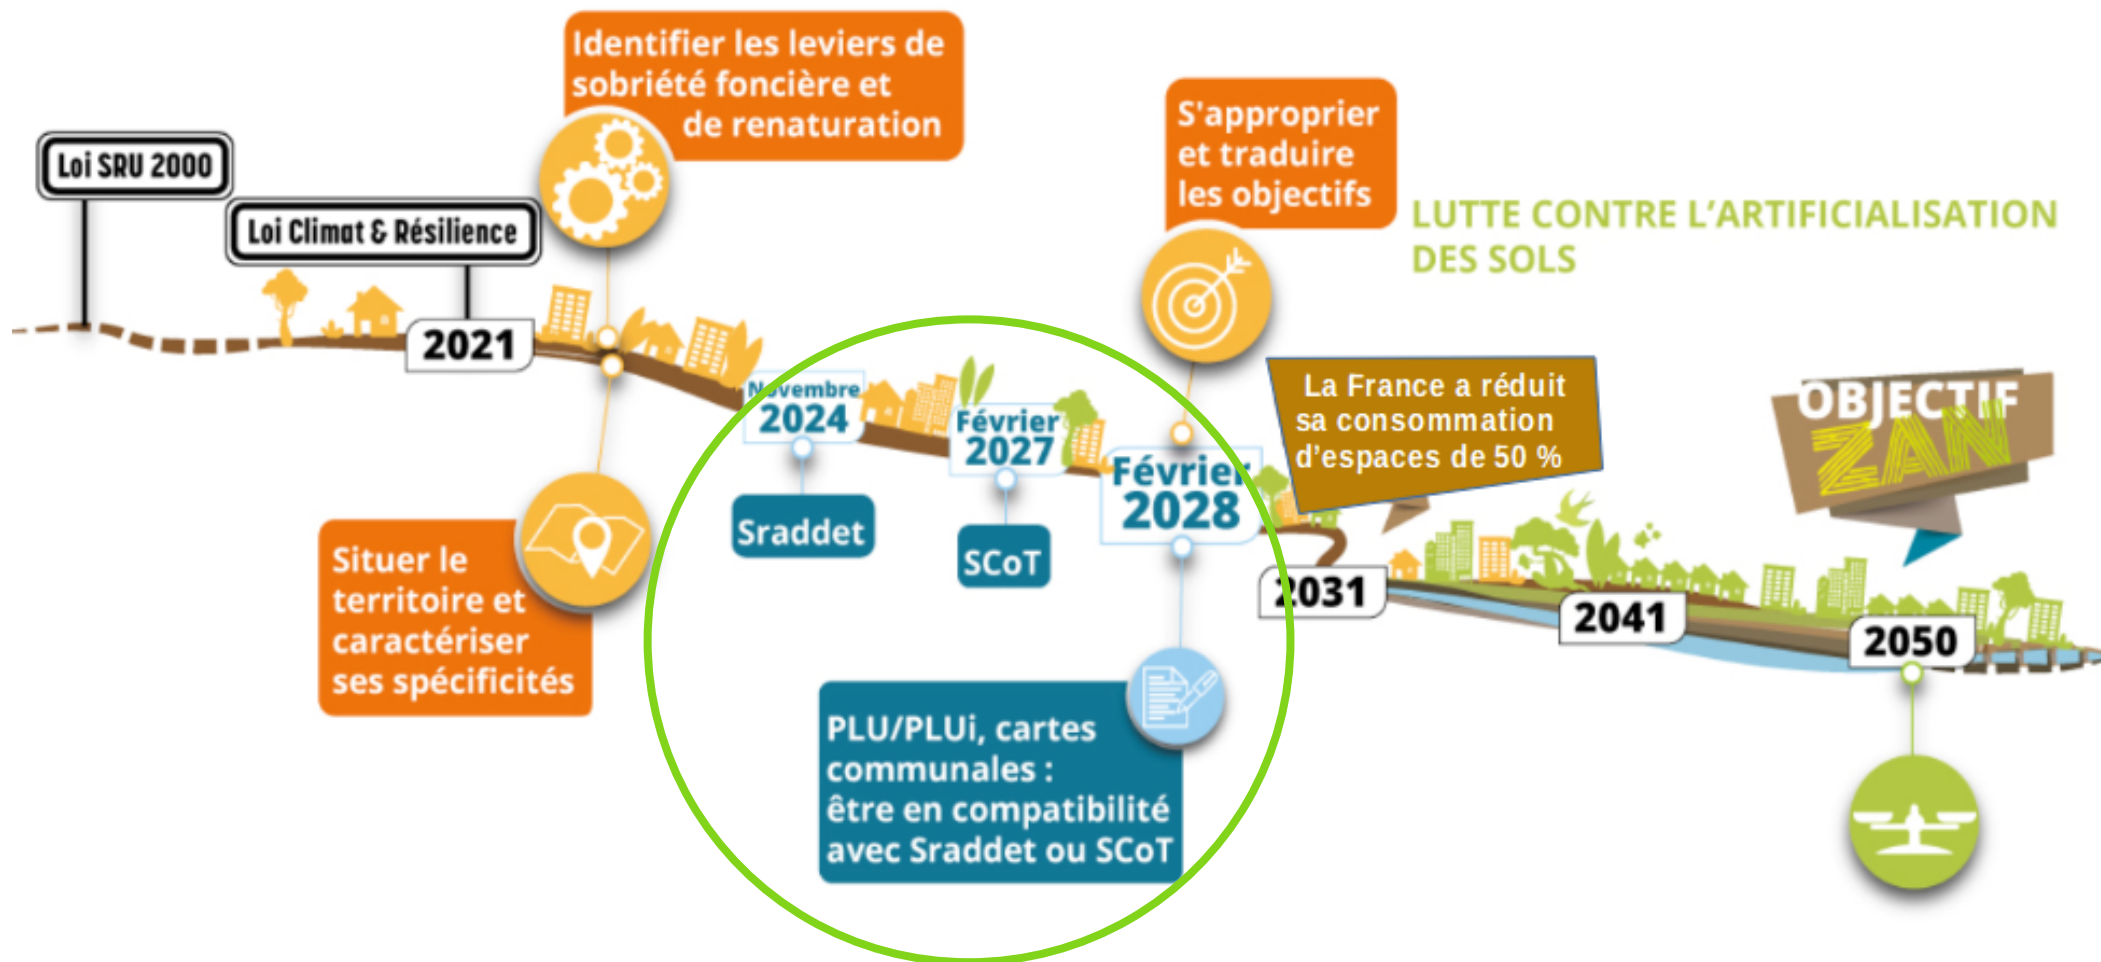 Identifier les leviers de
sobriété foncière et
de renaturation
Loi SRU 2000
Loi Climat & Résilience
S'approprier
et traduire
les objectifs
LUTTE CONTRE L'ARTIFICIALISATION
DES SOLS
2021
Novembre
2024
Sraddet
Février
2027
SCoT
Février
2028
La France a réduit
sa consommation
d'espaces de 50 %
OBJECTIF
ZAN
Situer le
territoire et
caractériser
ses spécificités
2031
2041
2050
PLU/PLUi, cartes
communales :
être en compatibilité
avec Sraddet ou SCoT